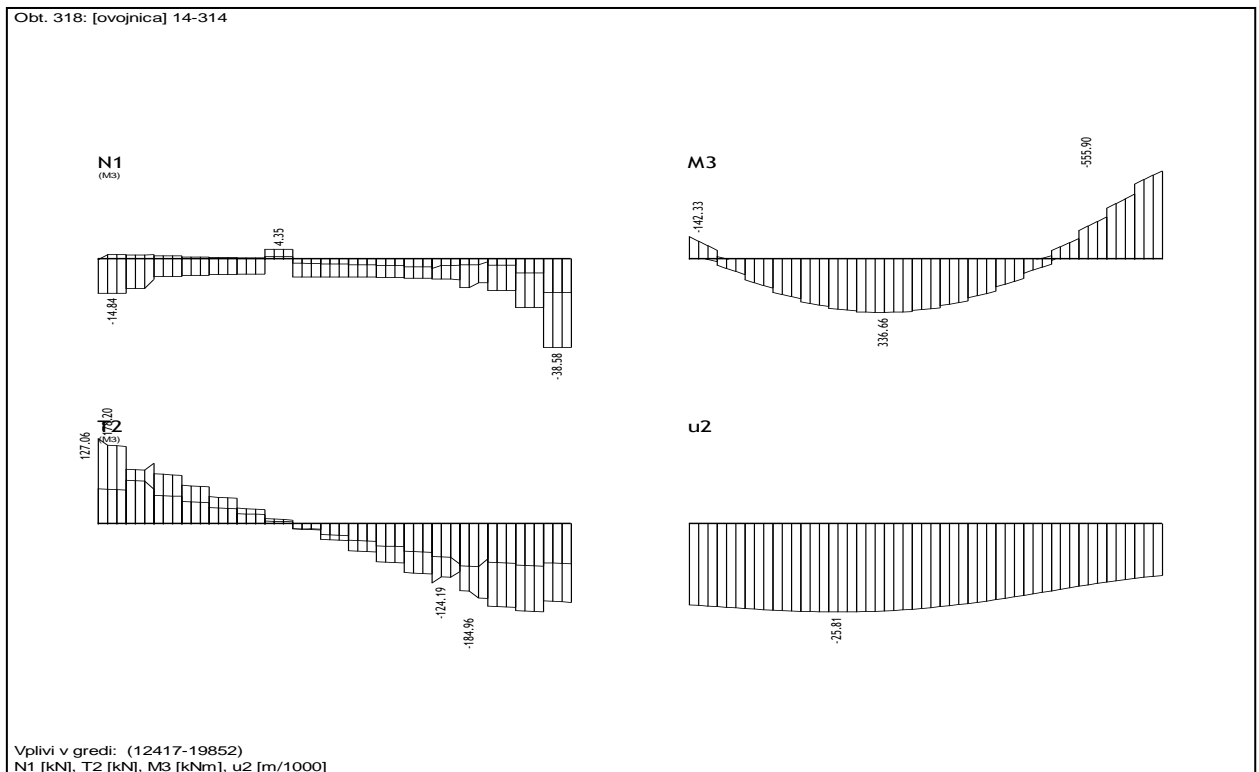 Obt. 318: [ovojnica] 14-314
N1
(M3)
4.35
-14.84
-38.58
M3
-142.33
336.66
-555.90
T2
(M3)
127.06
178.20
-124.19
-184.96
u2
-25.81
Vplivi v gredi: (12417-19852)
N1 [kN], T2 [kN], M3 [kNm], u2 [m/1000]